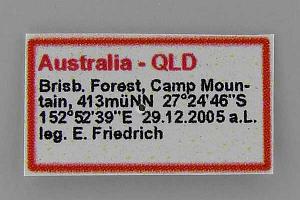 Australia - QLD
Brisb. Forest, Camp Moun-
tain, 413müNN 27°24'46"S
152°52'39"E 29.12.2005 a.L.
leg. E. Friedrich